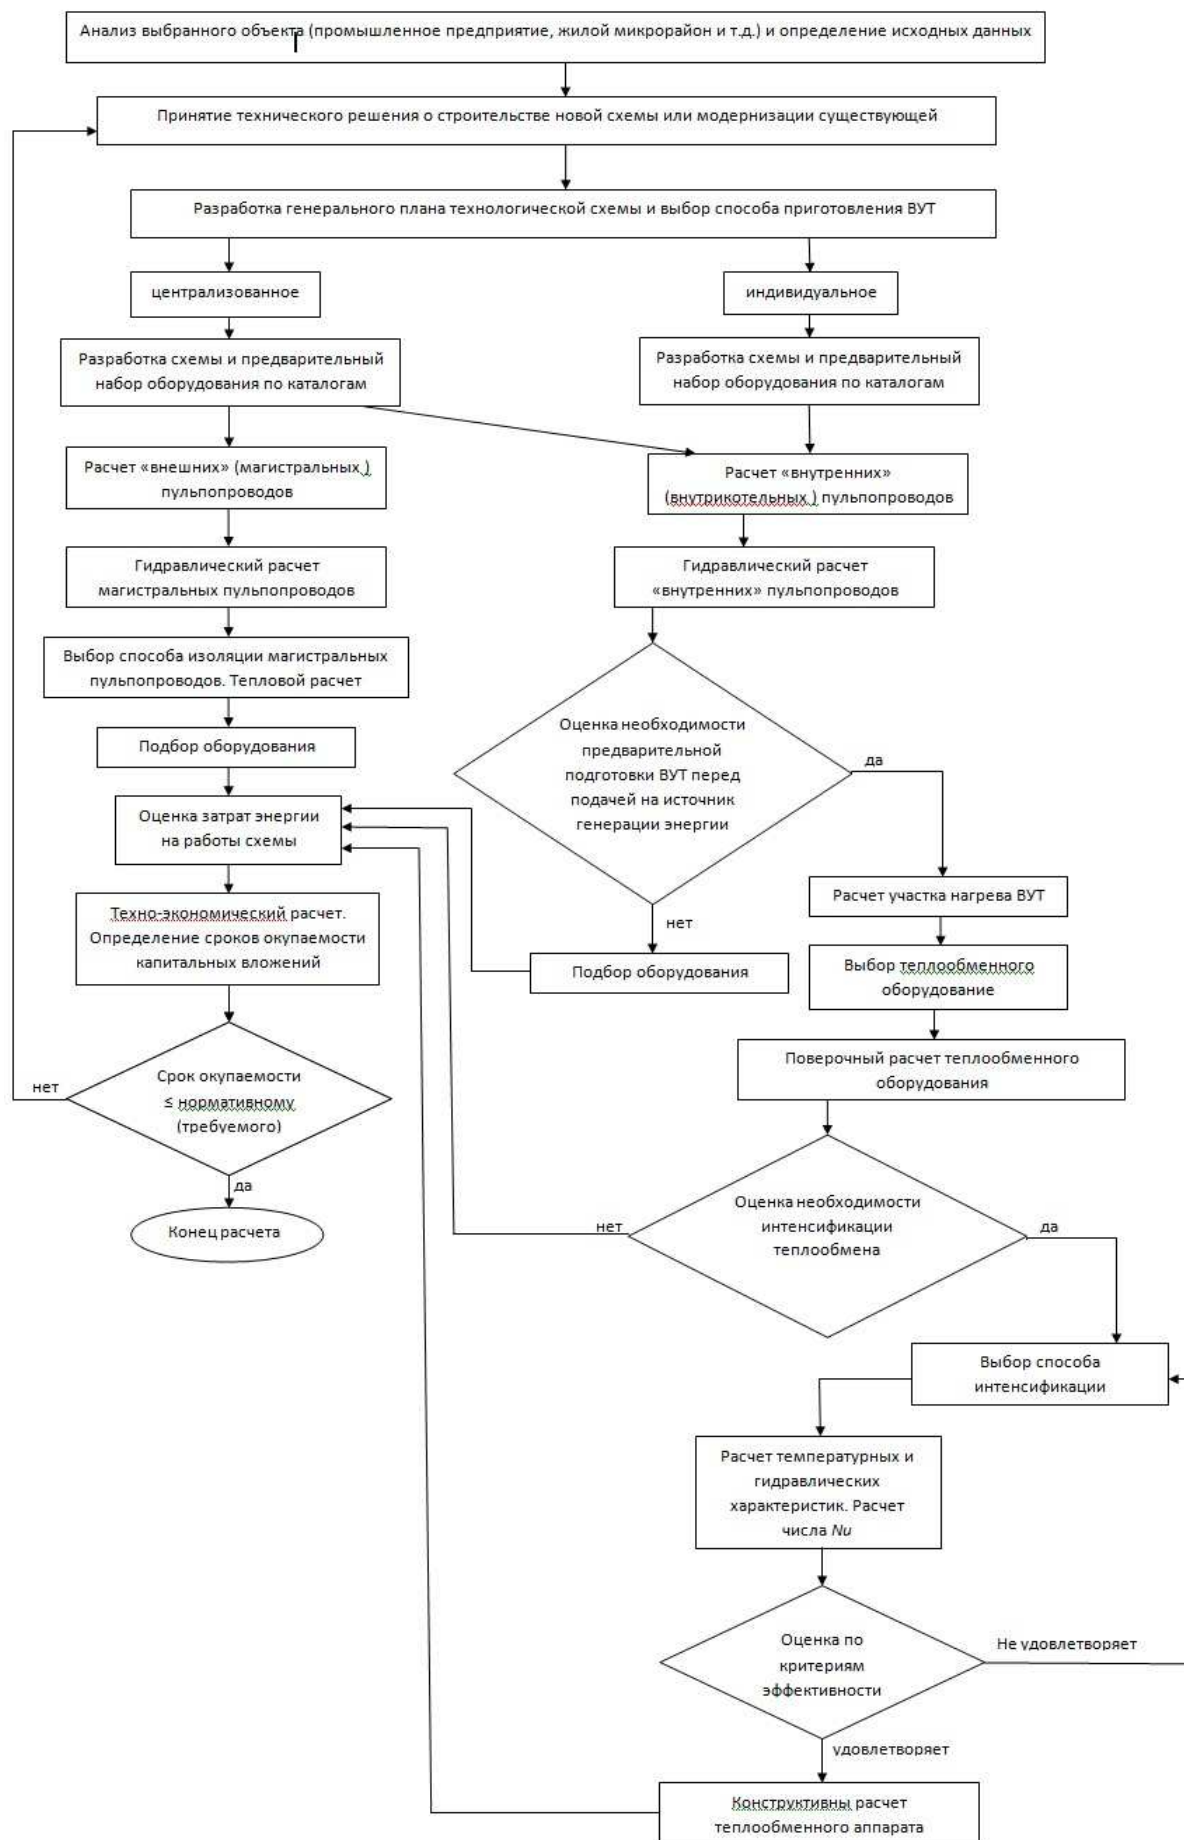 Анализ выбранного объекта (промышленное предприятие, жилой микрорайон и т.д.) и определение исходных данных
Принятие технического решения о строительстве новой схемы или модернизации существующей
Разработка генерального плана технологической схемы и выбор способа приготовления ВУТ
централизованное
индивидуальное
Разработка схемы и предварительный
набор оборудования по каталогам
Разработка схемы и предварительный
набор оборудования по каталогам
Расчет «внешних» (магистральных )
пульпопроводов
Расчет «внутренних»
(внутрикотельных ) пульпопроводов
Гидравлический расчет
магистральных пульпопроводов
Гидравлический расчет
«внутренних» пульпопроводов
Выбор способа изоляции магистральных
пульпопроводов. Тепловой расчет
Подбор оборудования
Оценка необходимости
предварительной
подготовки ВУТ перед
подачей на источник
генерации энергии
да
нет
Оценка затрат энергии
на работы схемы
Расчет участка нагрева ВУТ
Техно-экономический расчет.
Определение сроков окупаемости
капитальных вложений
Подбор оборудования
Выбор теплообменного
оборудование
Поверочный расчет теплообменного
оборудования
нет
Срок окупаемости
≤ нормативному
(требуемого)
да
Конец расчета
нет
Оценка необходимости
интенсификации
теплообмена
да
Выбор способа
интенсификации
Расчет температурных и
гидравлических
характеристик. Расчет
числа Nu
Оценка по
критериям
эффективности
Не удовлетворяет
удовлетворяет
Конструктивны расчет
теплообменного аппарата